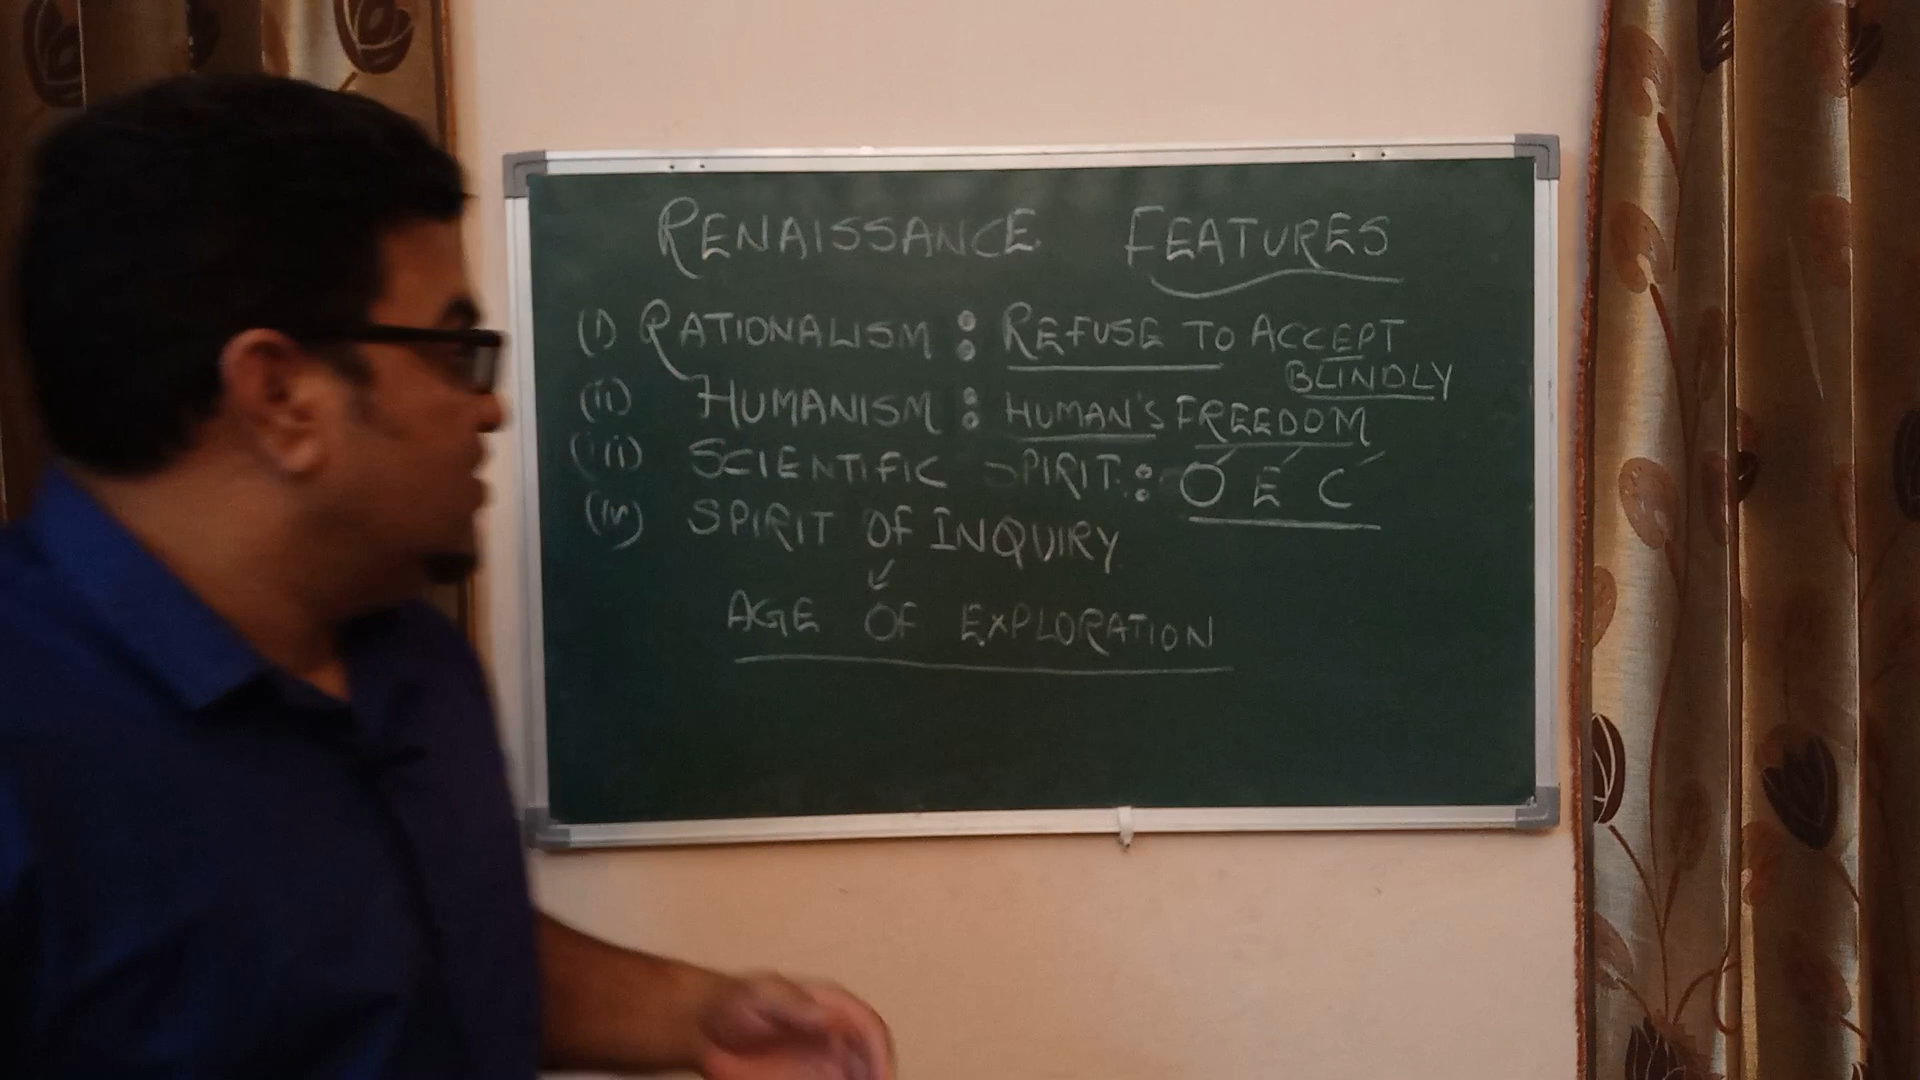 RENAISSANCE FEATURES
(i) RATIONALISM : REFUSE TO ACCEPT
BLINDLY
(ii) HUMANISM : HUMAN'S FREEDOM
(iii) SCIENTIFIC SPIRIT : O E C
(iv) SPIRIT OF INQUIRY
AGE OF EXPLORATION